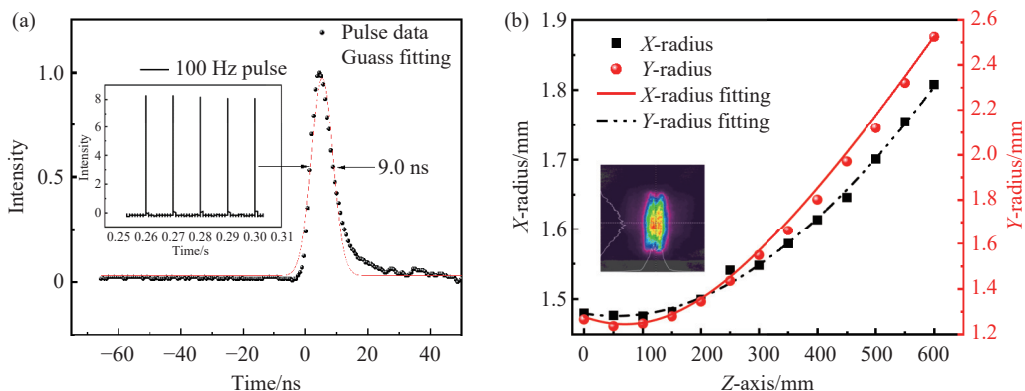 (a)
Pulse data
Guass fitting
100 Hz pulse
1.0
0.5
0
Intensity
8
6
4
2
0
Intensity
0.25 0.26 0.27 0.28 0.29 0.30 0.31
Time/s
9.0 ns
−60 −40 −20 0 20 40
Time/ns
(b)
X-radius
Y-radius
X-radius fitting
Y-radius fitting
1.9
1.8
1.7
1.6
1.5
X-radius/mm
2.6
2.4
2.2
2.0
1.8
1.6
1.4
1.2
Y-radius/mm
0 100 200 300 400 500 600
Z-axis/mm